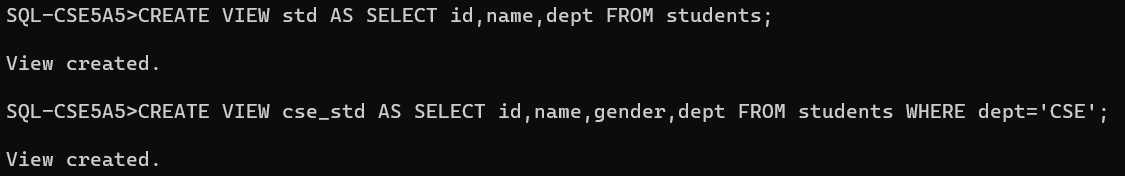 SQL-CSE5A5>CREATE VIEW std AS SELECT id,name,dept FROM students;
View created.
SQL-CSE5A5>CREATE VIEW cse_std AS SELECT id,name,gender,dept FROM students WHERE dept='CSE';
View created.